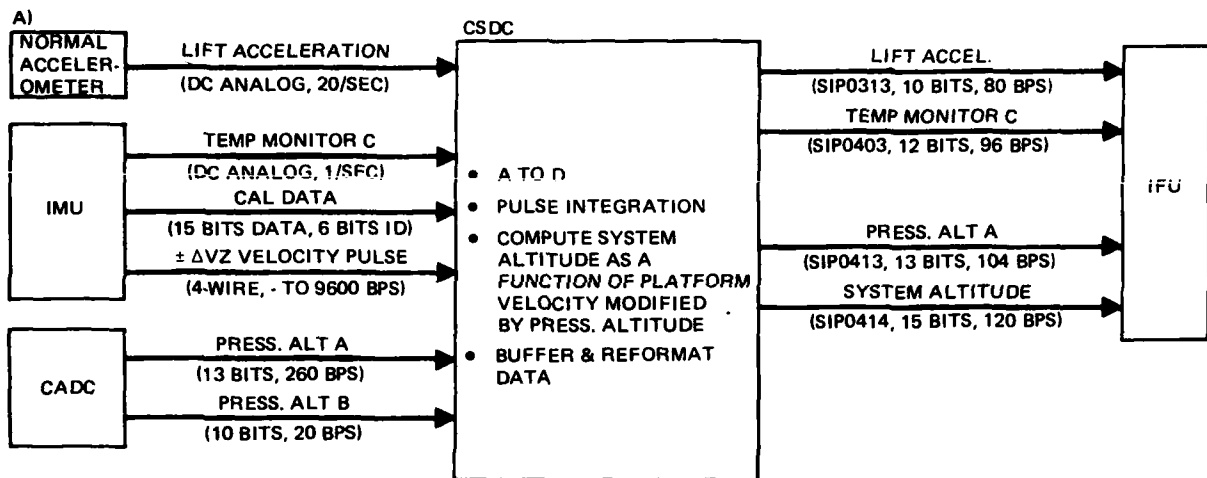 A)
NORMAL
ACCELER-
OMETER
LIFT ACCELERATION
(DC ANALOG, 20/SEC)
IMU
TEMP MONITOR C
(DC ANALOG, 1/SEC)
CAL DATA
(15 BITS DATA, 6 BITS ID)
± ΔVZ VELOCITY PULSE
(4-WIRE, - TO 9600 BPS)
CADC
PRESS. ALT A
(13 BITS, 260 BPS)
PRESS. ALT B
(10 BITS, 20 BPS)
CSDC
• A TO D
• PULSE INTEGRATION
• COMPUTE SYSTEM
ALTITUDE AS A
FUNCTION OF PLATFORM
VELOCITY MODIFIED
BY PRESS. ALTITUDE
• BUFFER & REFORMAT
DATA
LIFT ACCEL.
(SIP0313, 10 BITS, 80 BPS)
TEMP MONITOR C
(SIP0403, 12 BITS, 96 BPS)
PRESS. ALT A
(SIP0413, 13 BITS, 104 BPS)
SYSTEM ALTITUDE
(SIP0414, 15 BITS, 120 BPS)
IFU